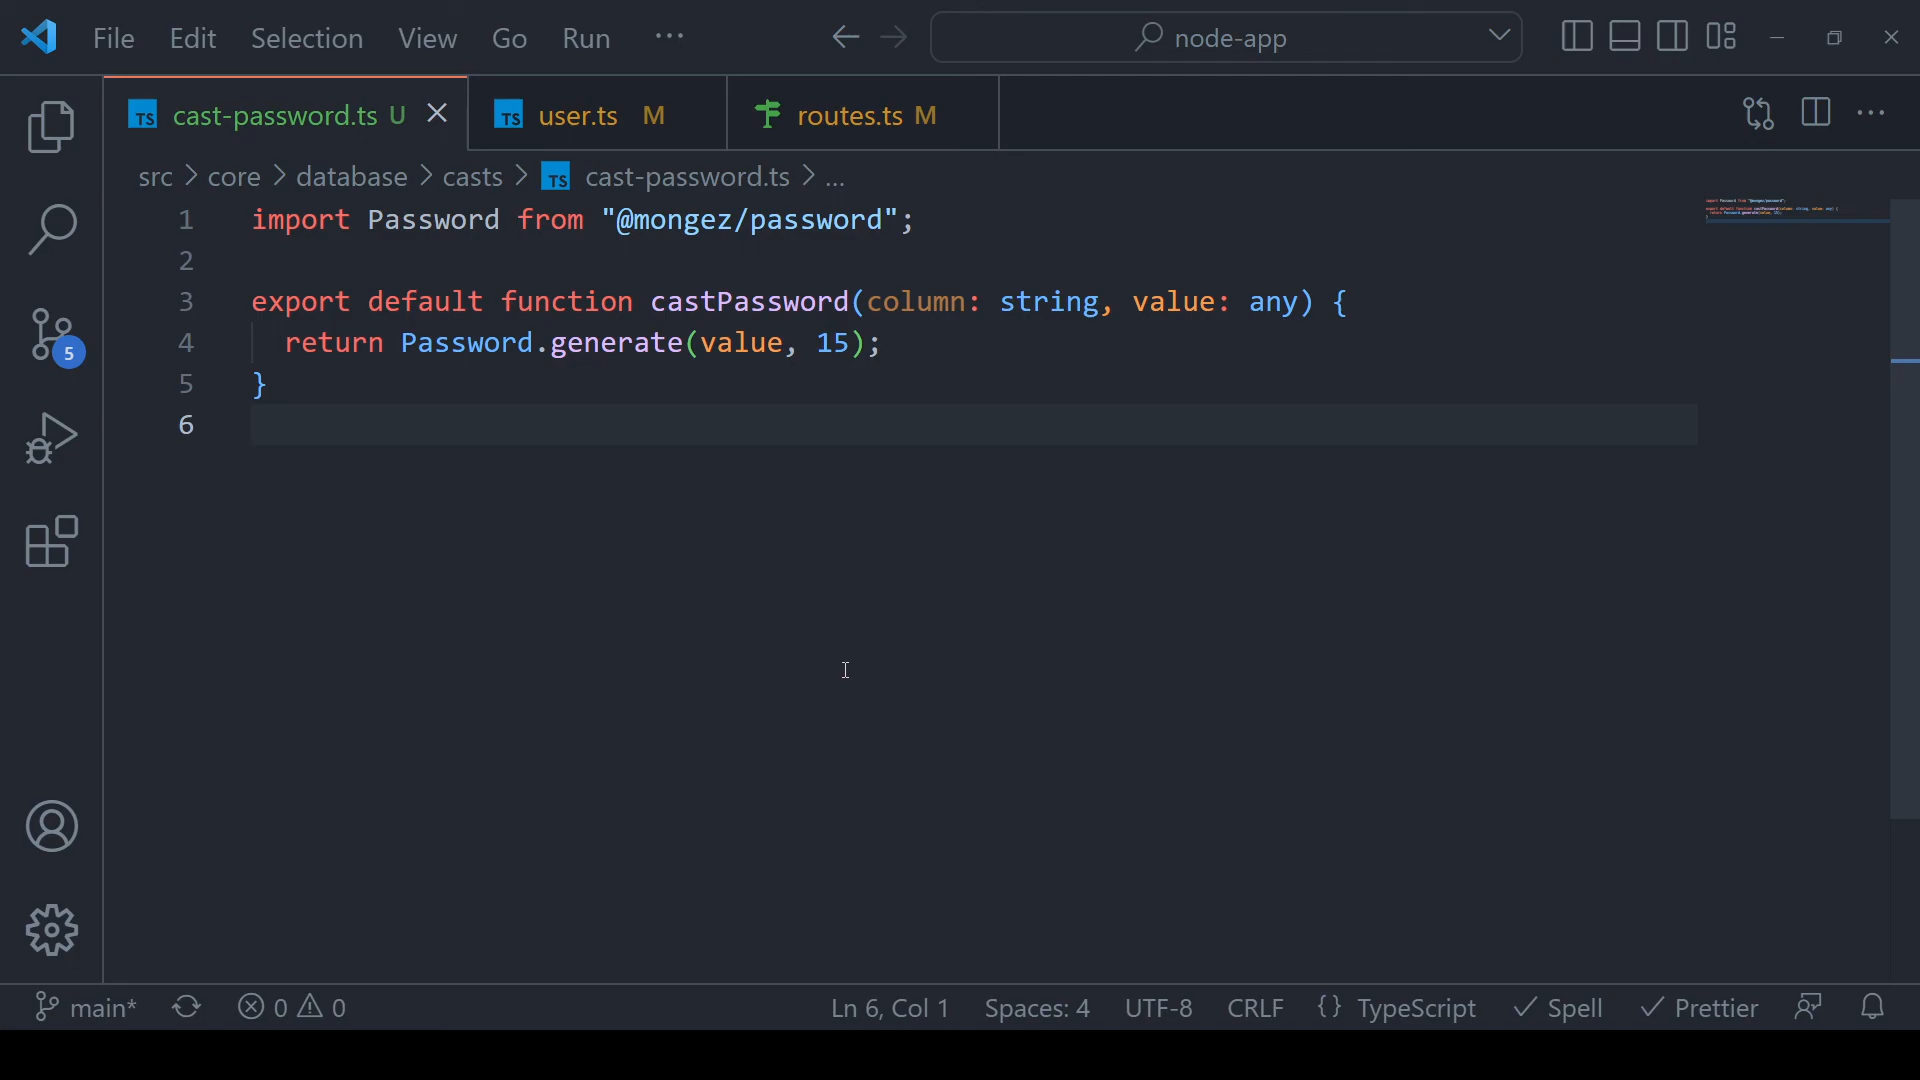 File Edit Selection View Go Run ... node-app
TS cast-password.ts U TS user.ts M routes.ts M
src > core > database > casts > TS cast-password.ts > ...
1 import Password from "@mongez/password";
2
3 export default function castPassword(column: string, value: any) {
4 return Password.generate(value, 15);
5 }
6
5
main* 0 0 Ln 6, Col 1 Spaces: 4 UTF-8 CRLF {} TypeScript Spell Prettier